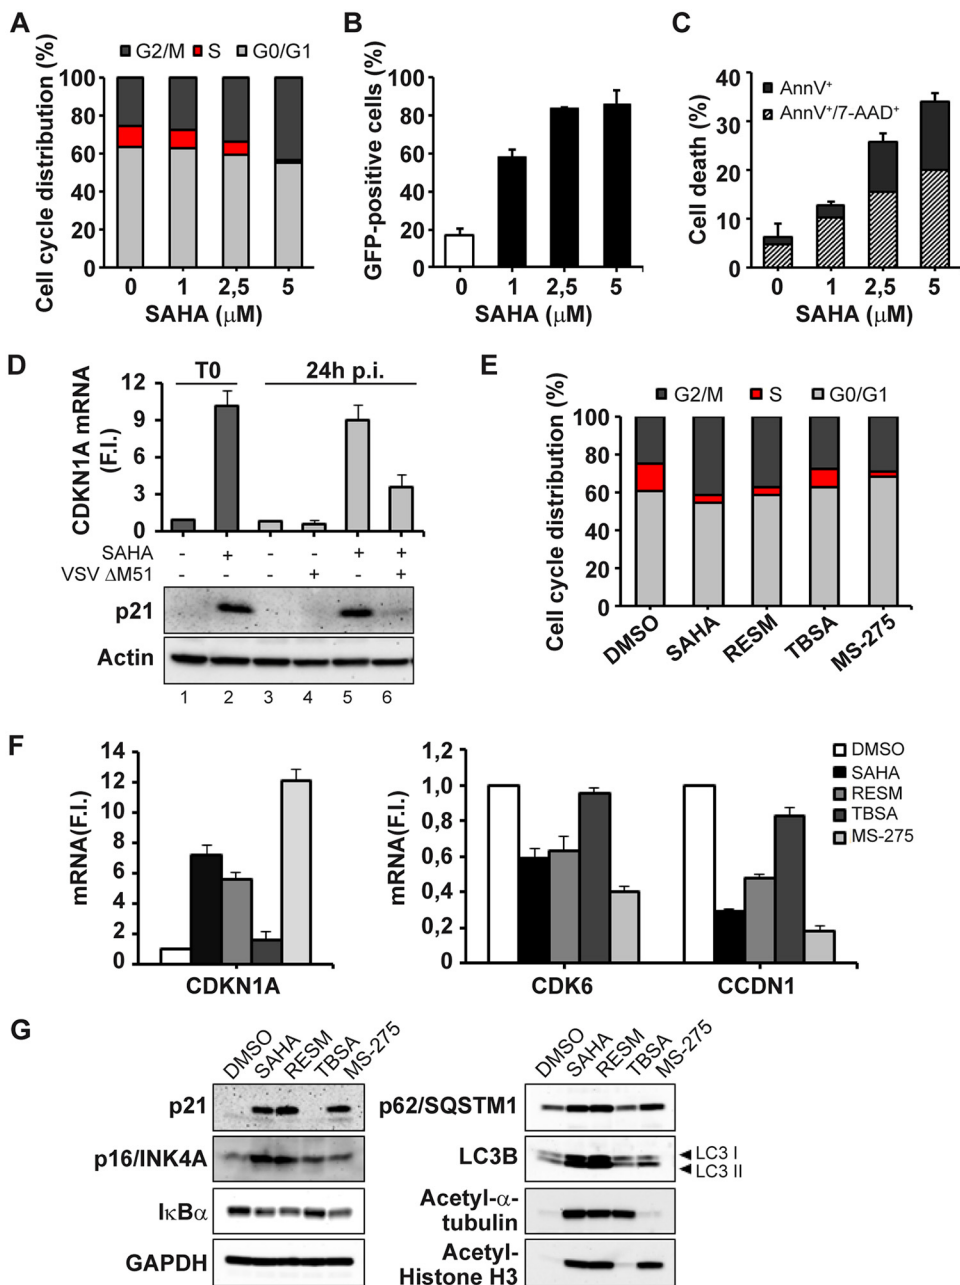 A
G2/M S G0/G1
Cell cycle distribution (%)
100
80
60
40
20
0
0 1 2,5 5
SAHA (μM)
B
GFP-positive cells (%)
100
80
60
40
20
0
0 1 2,5 5
SAHA (μM)
C
AnnV+
AnnV+/7-AAD+
Cell death (%)
40
30
20
10
0
0 1 2,5 5
SAHA (μM)
D
T0 24h p.i.
CDKN1A mRNA
(F.I.)
12
9
6
3
0
SAHA - + - - + +
VSV ΔM51 - - - + - +
p21
Actin
1 2 3 4 5 6
E
G2/M S G0/G1
Cell cycle distribution (%)
100
80
60
40
20
0
DMSO SAHA RESM TBSA MS-275
F
mRNA(F.I.)
14
12
10
8
6
4
2
0
CDKN1A
mRNA(F.I.)
1,2
1,0
0,8
0,6
0,4
0,2
0
CDK6 CCDN1
DMSO
SAHA
RESM
TBSA
MS-275
G
DMSO SAHA RESM TBSA MS-275
p21
p16/INK4A
IκBα
GAPDH
DMSO SAHA RESM TBSA MS-275
p62/SQSTM1
LC3B
LC3 I
LC3 II
Acetyl-α-
tubulin
Acetyl-
Histone H3